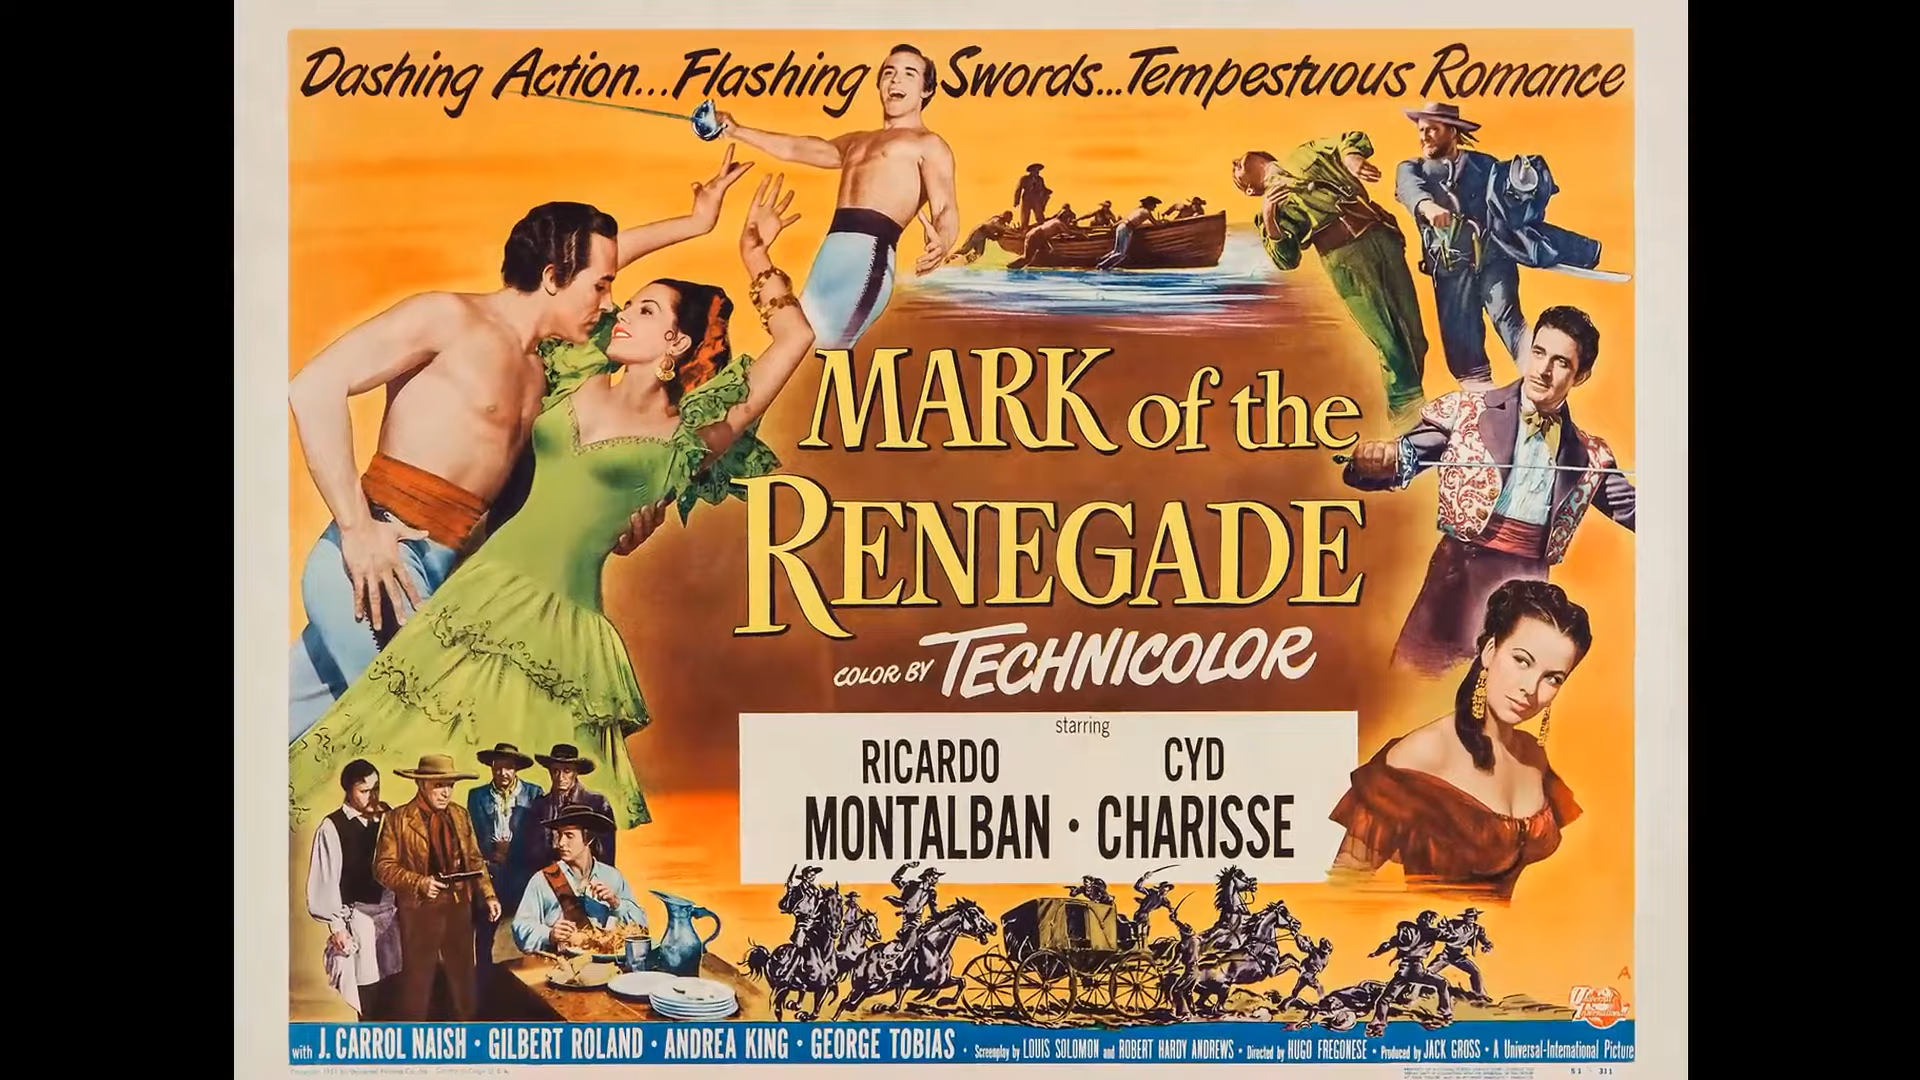 Dashing Action...Flashing Swords...Tempestuous Romance
MARK of the
RENEGADE
COLOR BY TECHNICOLOR
starring
RICARDO MONTALBAN · CYD CHARISSE
with J. CARROL NAISH · GILBERT ROLAND · ANDREA KING · GEORGE TOBIAS · Screenplay by LOUIS SOLOMON and ROBERT HARDY ANDREWS · Directed by HUGO FREGONESE · Produced by JACK GROSS · A Universal-International Picture
51 311